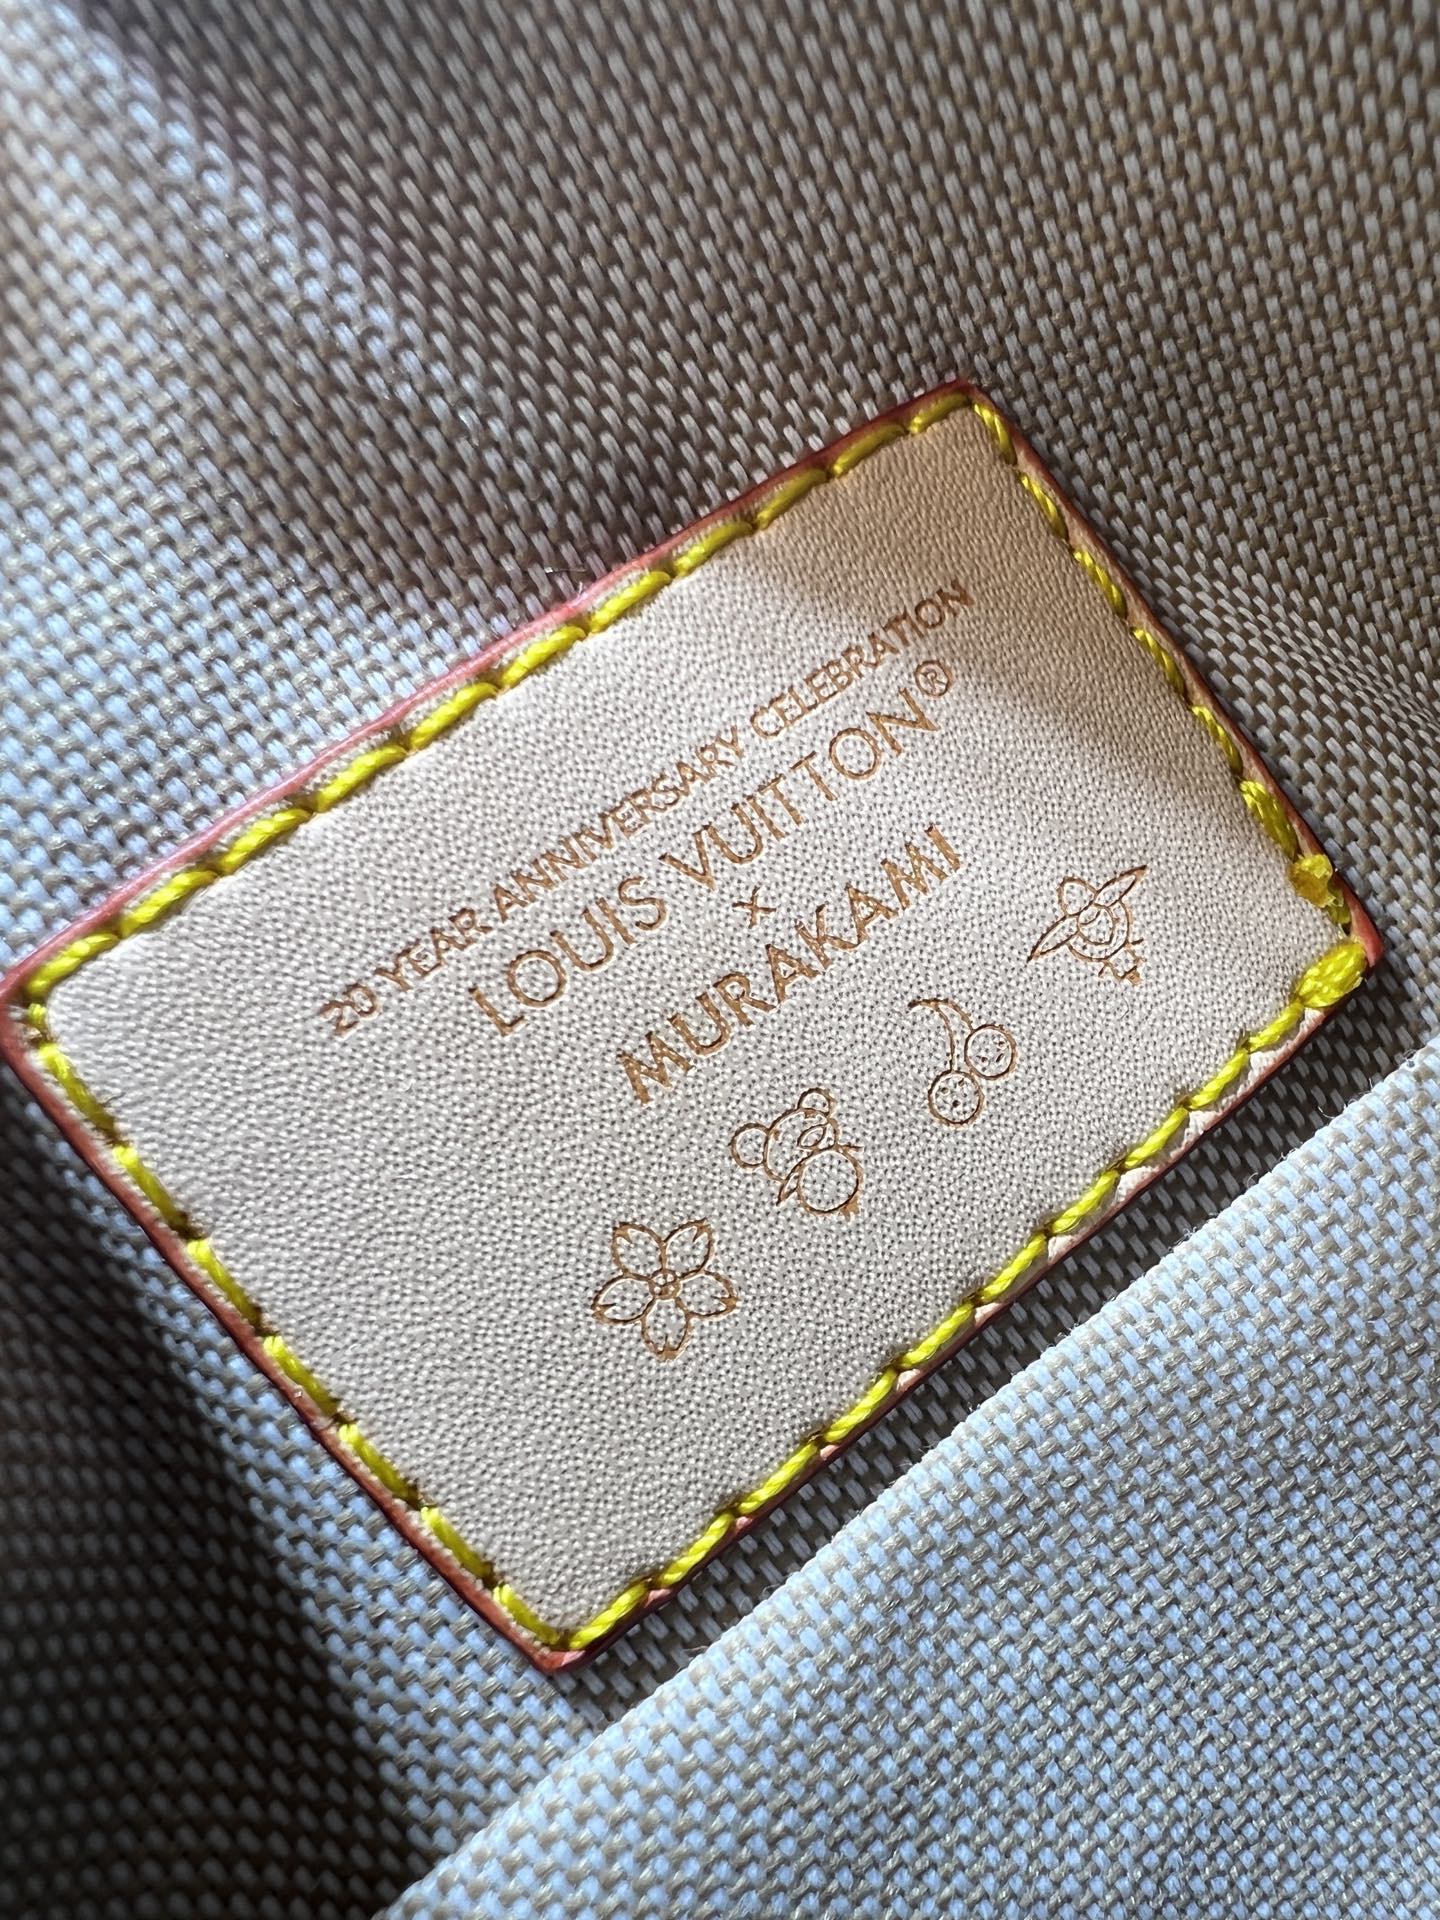 20 YEAR ANNIVERSARY CELEBRATION
LOUIS VUITTON®
X
MURAKAMI